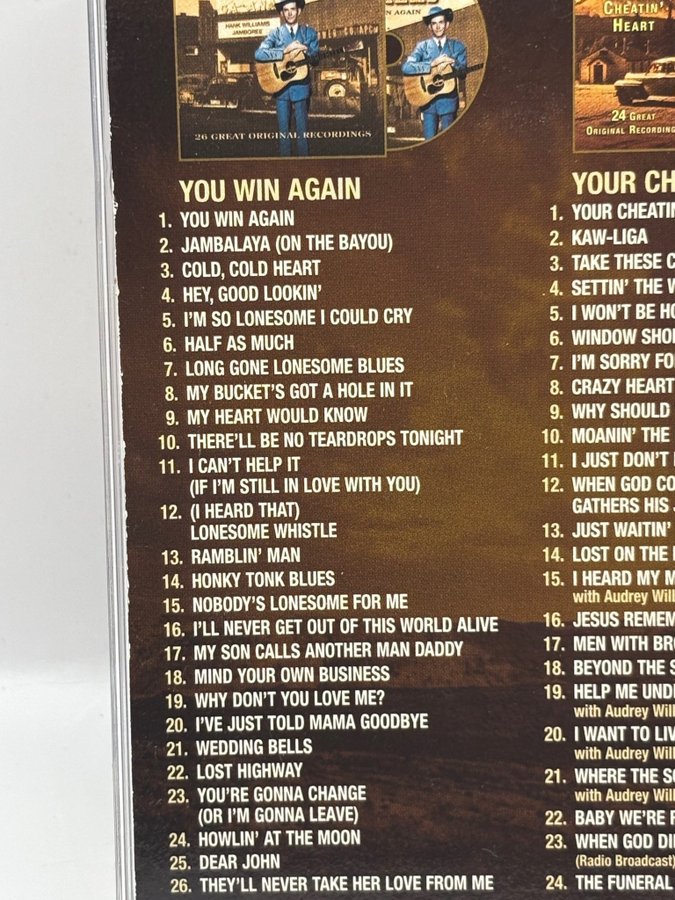 HANK WILLIAMS
JAMBOREE
AGAIN
26 GREAT ORIGINAL RECORDINGS
YOU WIN AGAIN
1. YOU WIN AGAIN
2. JAMBALAYA (ON THE BAYOU)
3. COLD, COLD HEART
4. HEY, GOOD LOOKIN'
5. I'M SO LONESOME I COULD CRY
6. HALF AS MUCH
7. LONG GONE LONESOME BLUES
8. MY BUCKET'S GOT A HOLE IN IT
9. MY HEART WOULD KNOW
10. THERE'LL BE NO TEARDROPS TONIGHT
11. I CAN'T HELP IT
(IF I'M STILL IN LOVE WITH YOU)
12. (I HEARD THAT)
LONESOME WHISTLE
13. RAMBLIN' MAN
14. HONKY TONK BLUES
15. NOBODY'S LONESOME FOR ME
16. I'LL NEVER GET OUT OF THIS WORLD ALIVE
17. MY SON CALLS ANOTHER MAN DADDY
18. MIND YOUR OWN BUSINESS
19. WHY DON'T YOU LOVE ME?
20. I'VE JUST TOLD MAMA GOODBYE
21. WEDDING BELLS
22. LOST HIGHWAY
23. YOU'RE GONNA CHANGE
(OR I'M GONNA LEAVE)
24. HOWLIN' AT THE MOON
25. DEAR JOHN
26. THEY'LL NEVER TAKE HER LOVE FROM ME
CHEATIN'
HEART
24 GREAT
ORIGINAL RECORDING
YOUR CH
1. YOUR CHEATI
2. KAW-LIGA
3. TAKE THESE C
4. SETTIN' THE W
5. I WON'T BE HO
6. WINDOW SHO
7. I'M SORRY FO
8. CRAZY HEART
9. WHY SHOULD
10. MOANIN' THE
11. I JUST DON'T
12. WHEN GOD CO
GATHERS HIS
13. JUST WAITIN'
14. LOST ON THE
15. I HEARD MY M
with Audrey Will
16. JESUS REMEM
17. MEN WITH BRO
18. BEYOND THE S
19. HELP ME UND
with Audrey Will
20. I WANT TO LIV
with Audrey Will
21. WHERE THE SO
with Audrey Will
22. BABY WE'RE
23. WHEN GOD DI
(Radio Broadcast)
24. THE FUNERAL